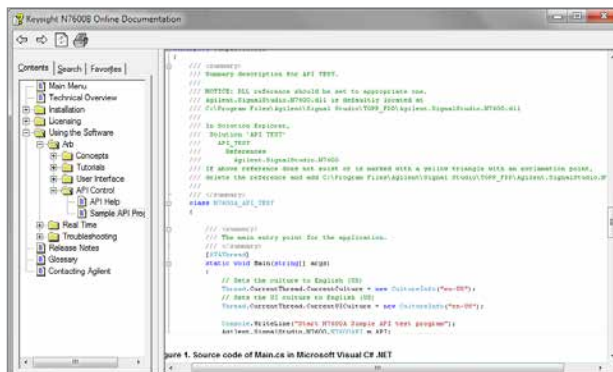 Keysight N7600B Online Documentation
Contents Search Favorites
Main Menu
Technical Overview
Installation
Licensing
Using the Software
Arb
Concepts
Tutorials
User Interface
API Control
API Help
Sample API Proj
Real Time
Troubleshooting
Release Notes
Glossary
Contacting Agilent
{
/// <summary>
/// Summary description for API TEST.
///
/// NOTICE: DLL reference should be set to appropriate one.
/// Agilent.SignalStudio.N7600.dll is defaultly located at
/// C:\Program Files\Agilent\Signal Studio\TGPP_FDD\Agilent.SignalStudio.N7600.dll
///
/// In Solution Explorer,
/// Solution 'API TEST'
/// API_TEST
/// References
/// Agilent.SignalStudio.N7600
/// If above reference does not exist or is marked with a yellow triangle with an exclamation point,
/// delete the reference and add C:\Program Files\Agilent\Signal Studio\TGPP_FDD\Agilent.SignalStudio.N
///
/// </summary>
class N7600A_API_TEST
{
/// <summary>
/// The main entry point for the application.
/// </summary>
[STAThread]
static void Main(string[] args)
{
// Sets the culture to English (US)
Thread.CurrentThread.CurrentCulture = new CultureInfo("en-US");
// Sets the UI culture to English (US)
Thread.CurrentThread.CurrentUICulture = new CultureInfo("en-US");
Console.WriteLine("Start N7600A Sample API test program");
Agilent.SignalStudio.N7600.N7600API m_API;
gure 1. Source code of Main.cs in Microsoft Visual C# .NET